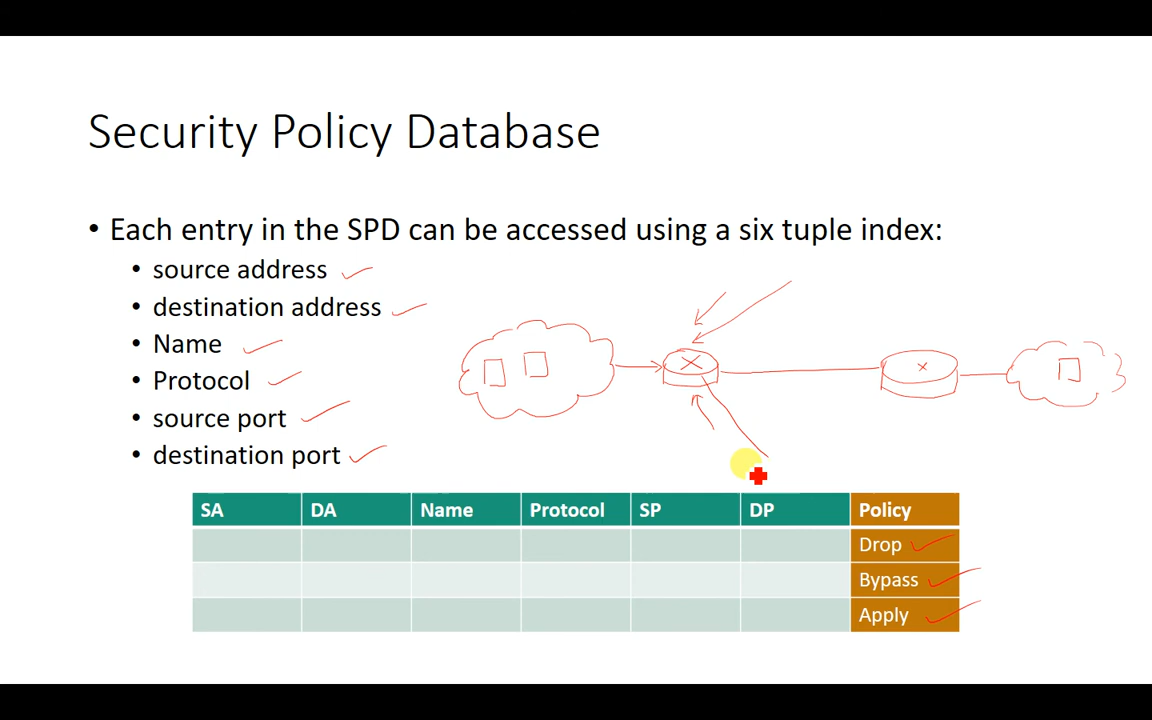 Security Policy Database
• Each entry in the SPD can be accessed using a six tuple index:
• source address
• destination address
• Name
• Protocol
• source port
• destination port
SA DA Name Protocol SP DP Policy
Drop
Bypass
Apply